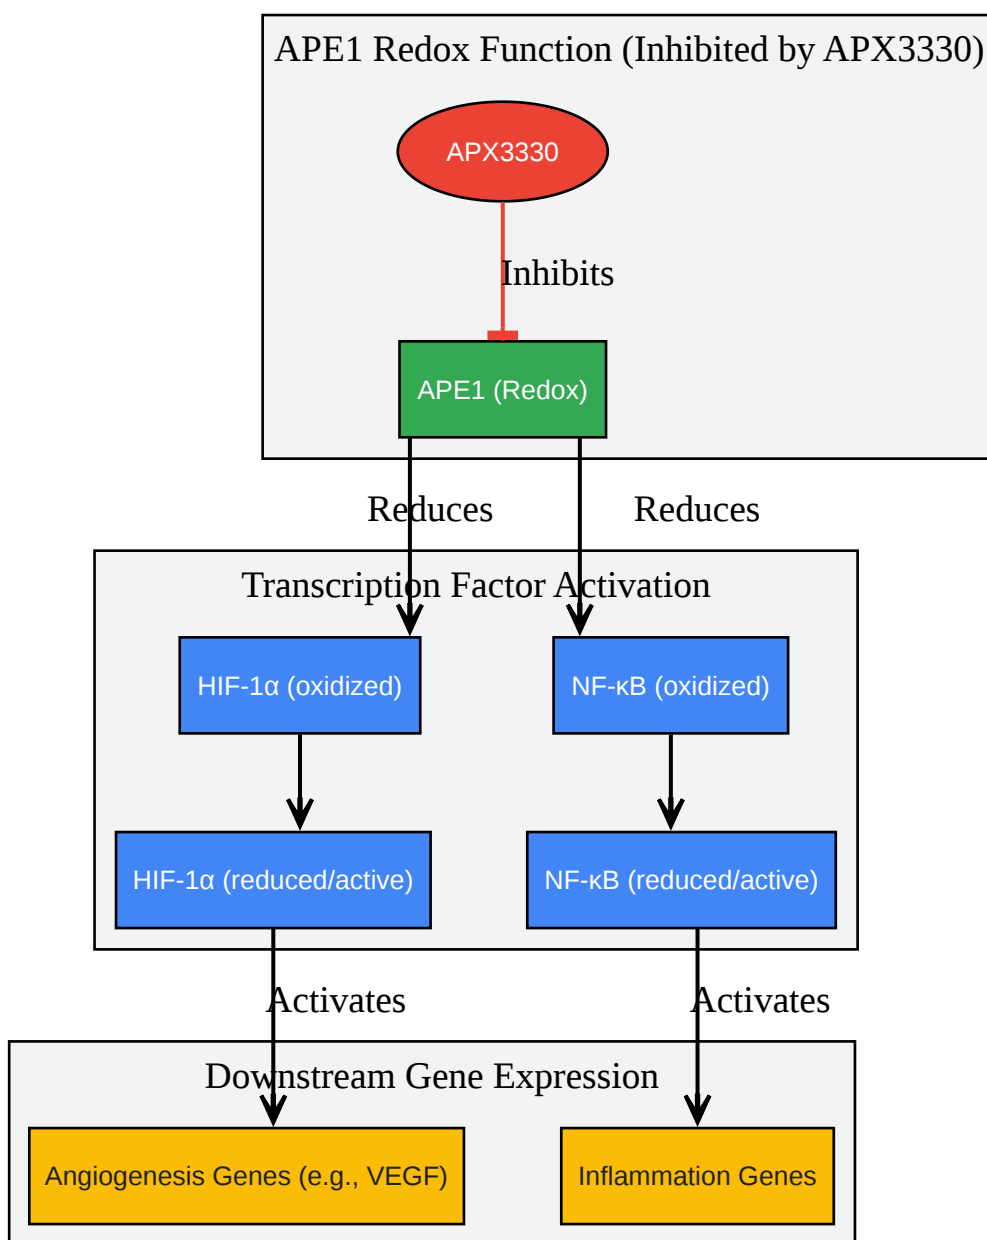 APE1 Redox Function (Inhibited by APX3330)
APX3330
Inhibits
APE1 (Redox)
Reduces
Reduces
Transcription Factor Activation
HIF-1α (oxidized)
NF-κB (oxidized)
HIF-1α (reduced/active)
NF-κB (reduced/active)
Activates
Activates
Downstream Gene Expression
Angiogenesis Genes (e.g., VEGF)
Inflammation Genes